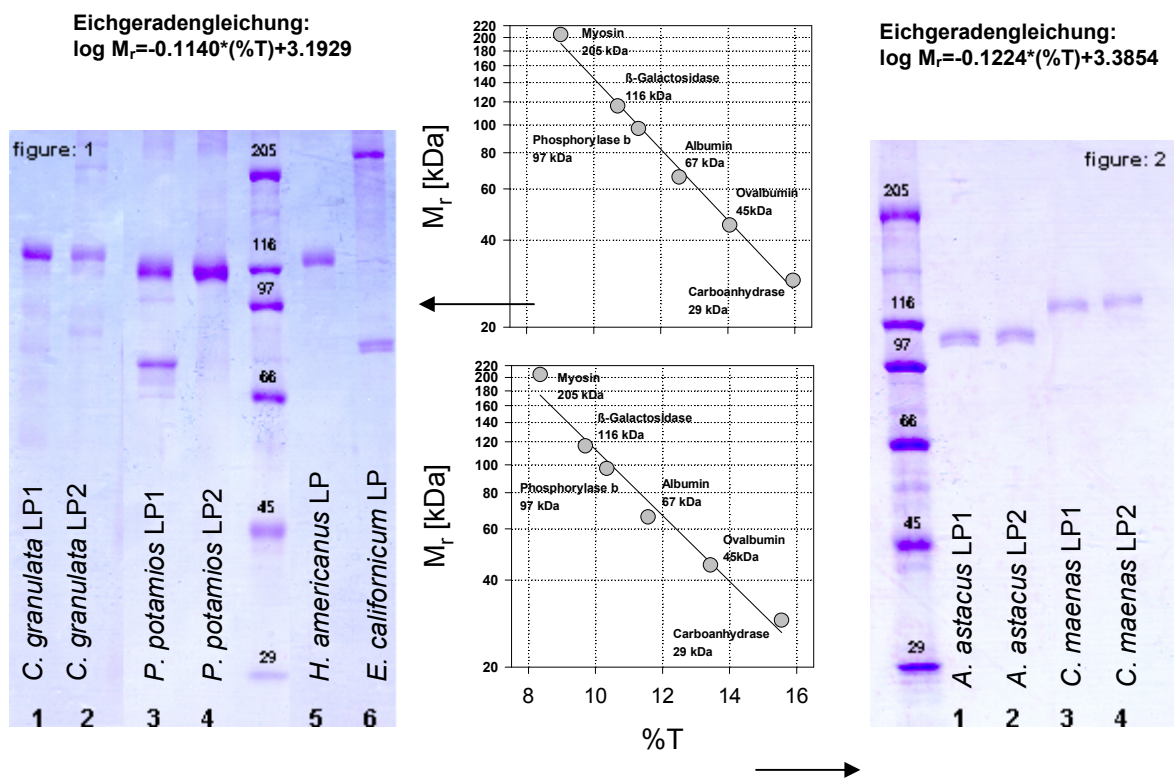 Eichgeradengleichung:
log Mr=-0.1140*(%T)+3.1929
figure: 1
205
116
97
66
45
29
C. granulata LP1
C. granulata LP2
P. potamios LP1
P. potamios LP2
H. americanus LP
E. californicum LP
1 2 3 4 5 6
Mr [kDa]
220
200
180
160
140
120
100
80
60
40
20
Myosin
205 kDa
ß-Galactosidase
116 kDa
Phosphorylase b
97 kDa
Albumin
67 kDa
Ovalbumin
45kDa
Carboanhydrase
29 kDa
8 10 12 14 16
Mr [kDa]
220
200
180
160
140
120
100
80
60
40
20
Myosin
205 kDa
ß-Galactosidase
116 kDa
Phosphorylase b
97 kDa
Albumin
67 kDa
Ovalbumin
45kDa
Carboanhydrase
29 kDa
8 10 12 14 16
%T
Eichgeradengleichung:
log Mr=-0.1224*(%T)+3.3854
figure: 2
205
116
97
66
45
29
A. astacus LP1
A. astacus LP2
C. maenas LP1
C. maenas LP2
1 2 3 4